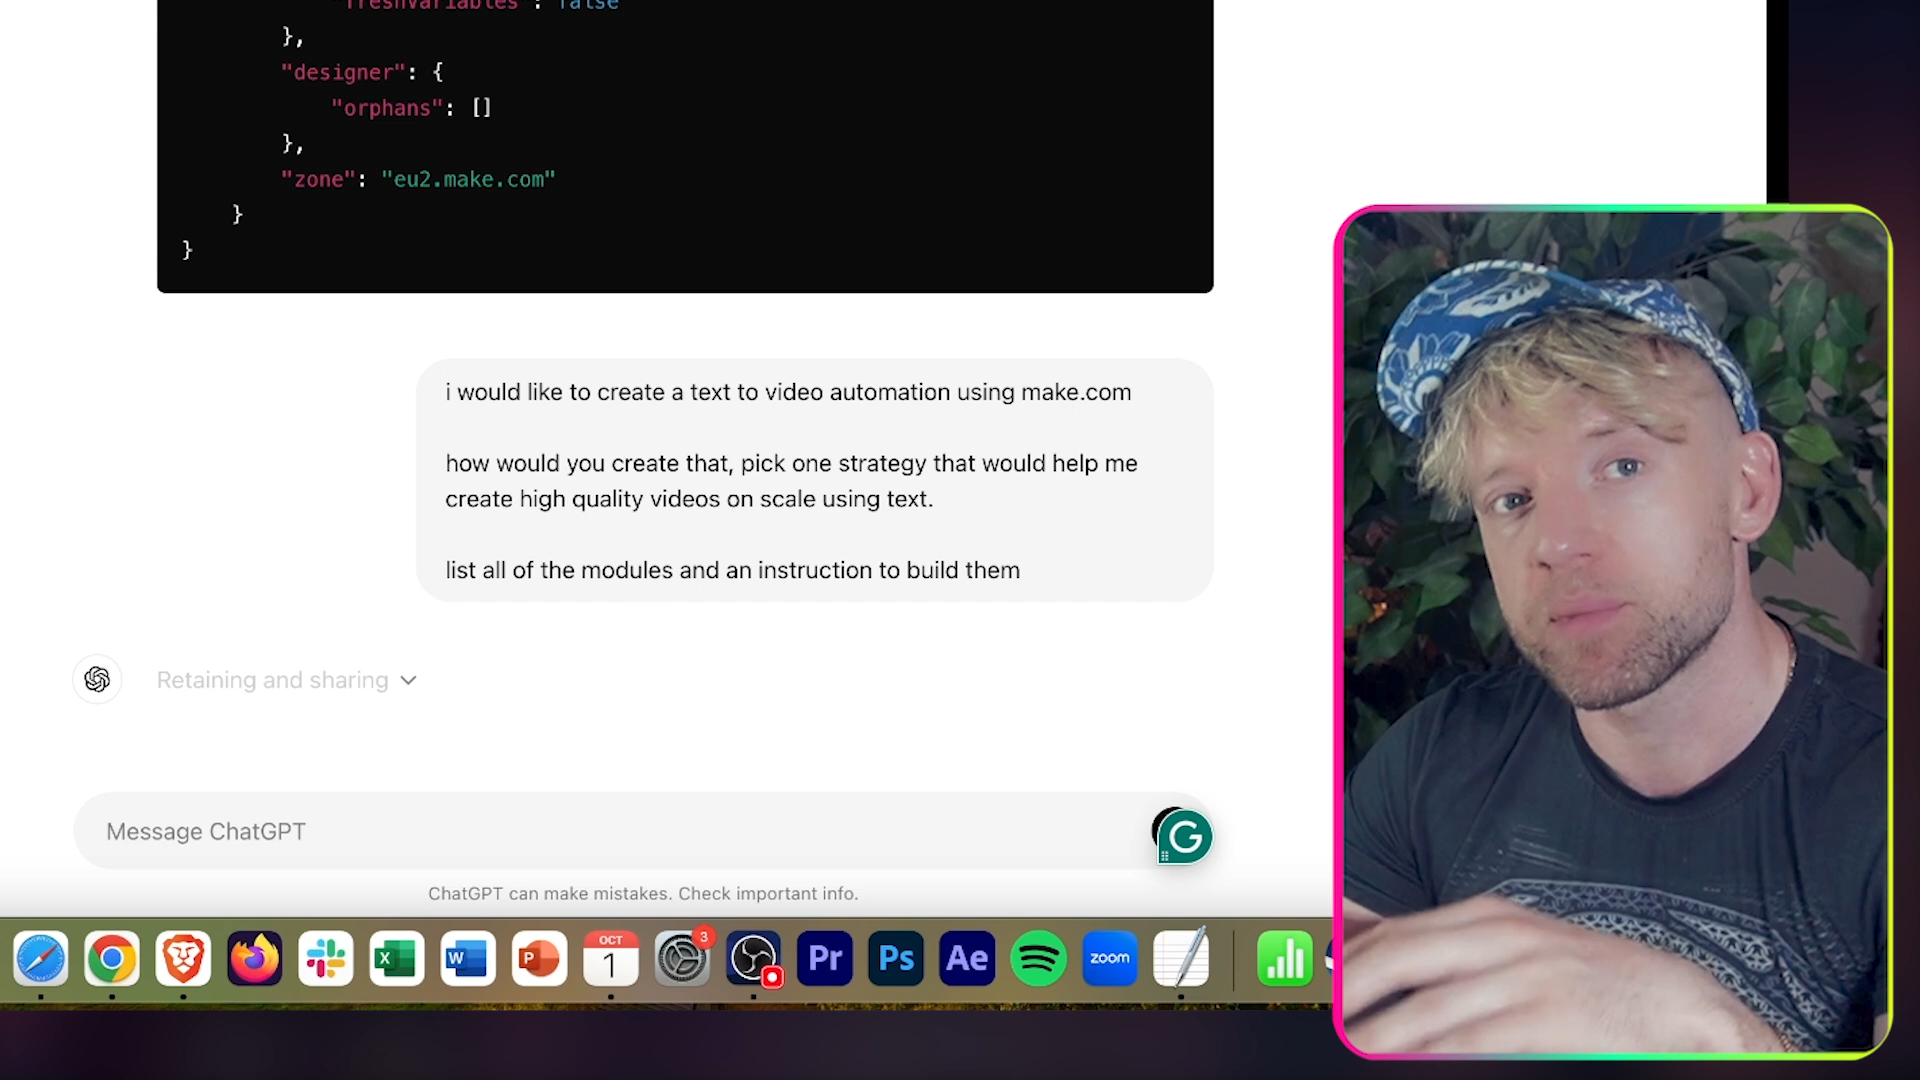 "freshVariables": false
},
"designer": {
"orphans": []
},
"zone": "eu2.make.com"
}
}
i would like to create a text to video automation using make.com
how would you create that, pick one strategy that would help me
create high quality videos on scale using text.
list all of the modules and an instruction to build them
Retaining and sharing
Message ChatGPT
G
ChatGPT can make mistakes. Check important info.
X
W
P
OCT
1
3
Pr
Ps
Ae
zoom